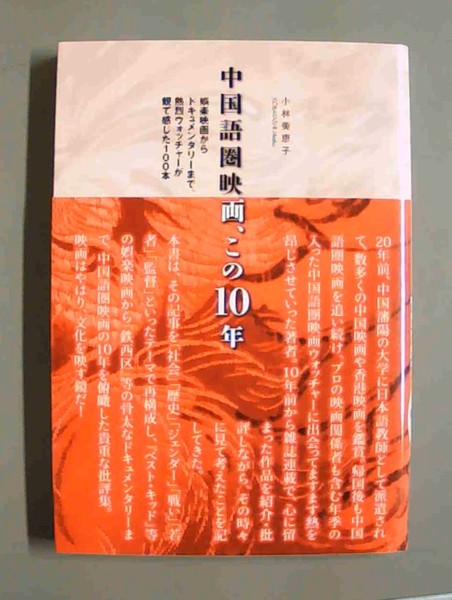 小林美恵子
KOBAYASHI Mieko
中国語圏映画、この10年
娯楽映画から
ドキュメンタリーまで、
熱烈ウォッチャーが
観て感じた100本
20年前、中国瀋陽の大学に日本語教師として派遣され
て、数多くの中国映画や香港映画を鑑賞。帰国後も中国
語圏映画を追い続け、プロの映画関係者も含む年季の
入った中国語圏映画ウォッチャーに出会ってますます熱を
昂じさせていった著者。10年前から雑誌連載で、心に留
まった作品を紹介・批
評しながら、その時々
に見て考えたことを記
してきた。
本書は、その記事を「社会」「歴史」「ジェンダー」「戦い」「若
者」「監督」といったテーマで再構成し、『ベスト・キッド』等
の娯楽映画から『鉄西区』等の骨太なドキュメンタリーま
で、中国語圏映画の10年を俯瞰した貴重な批評集。
映画はやはり、文化を映す鏡だ！